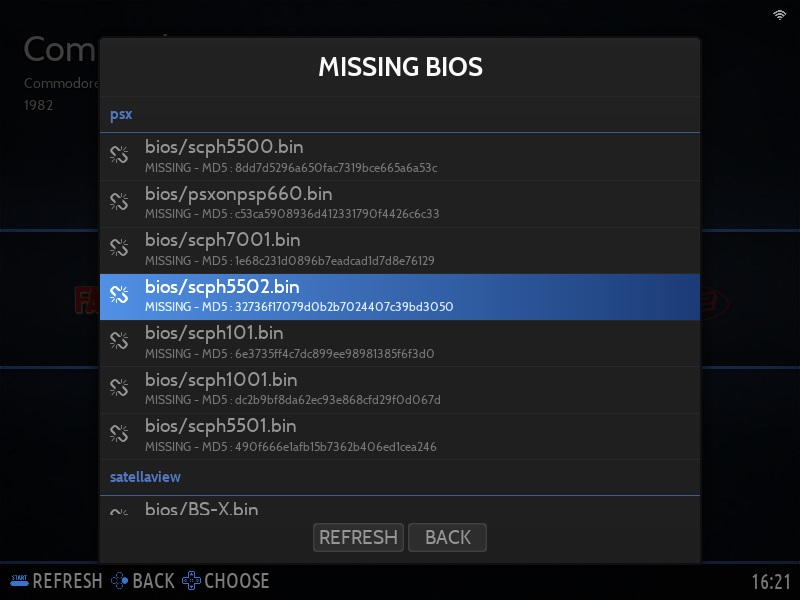 Com
Commodore
1982
MISSING BIOS
psx
bios/scph5500.bin
MISSING - MD5 : 8dd7d5296a650fac7319bce665a6a53c
bios/psxonpsp660.bin
MISSING - MD5 : c53ca5908936d412331790f4426c6c33
bios/scph7001.bin
MISSING - MD5 : 1e68c231d0896b7eadcad1d7d8e76129
bios/scph5502.bin
MISSING - MD5 : 32736f17079d0b2b7024407c39bd3050
bios/scph101.bin
MISSING - MD5 : 6e3735ff4c7dc899ee98981385f6f3d0
bios/scph1001.bin
MISSING - MD5 : dc2b9bf8da62ec93e868cfd29f0d067d
bios/scph5501.bin
MISSING - MD5 : 490f666e1afb15b7362b406ed1cea246
satellaview
bios/BS-X.bin
REFRESH BACK
START REFRESH BACK CHOOSE 16:21